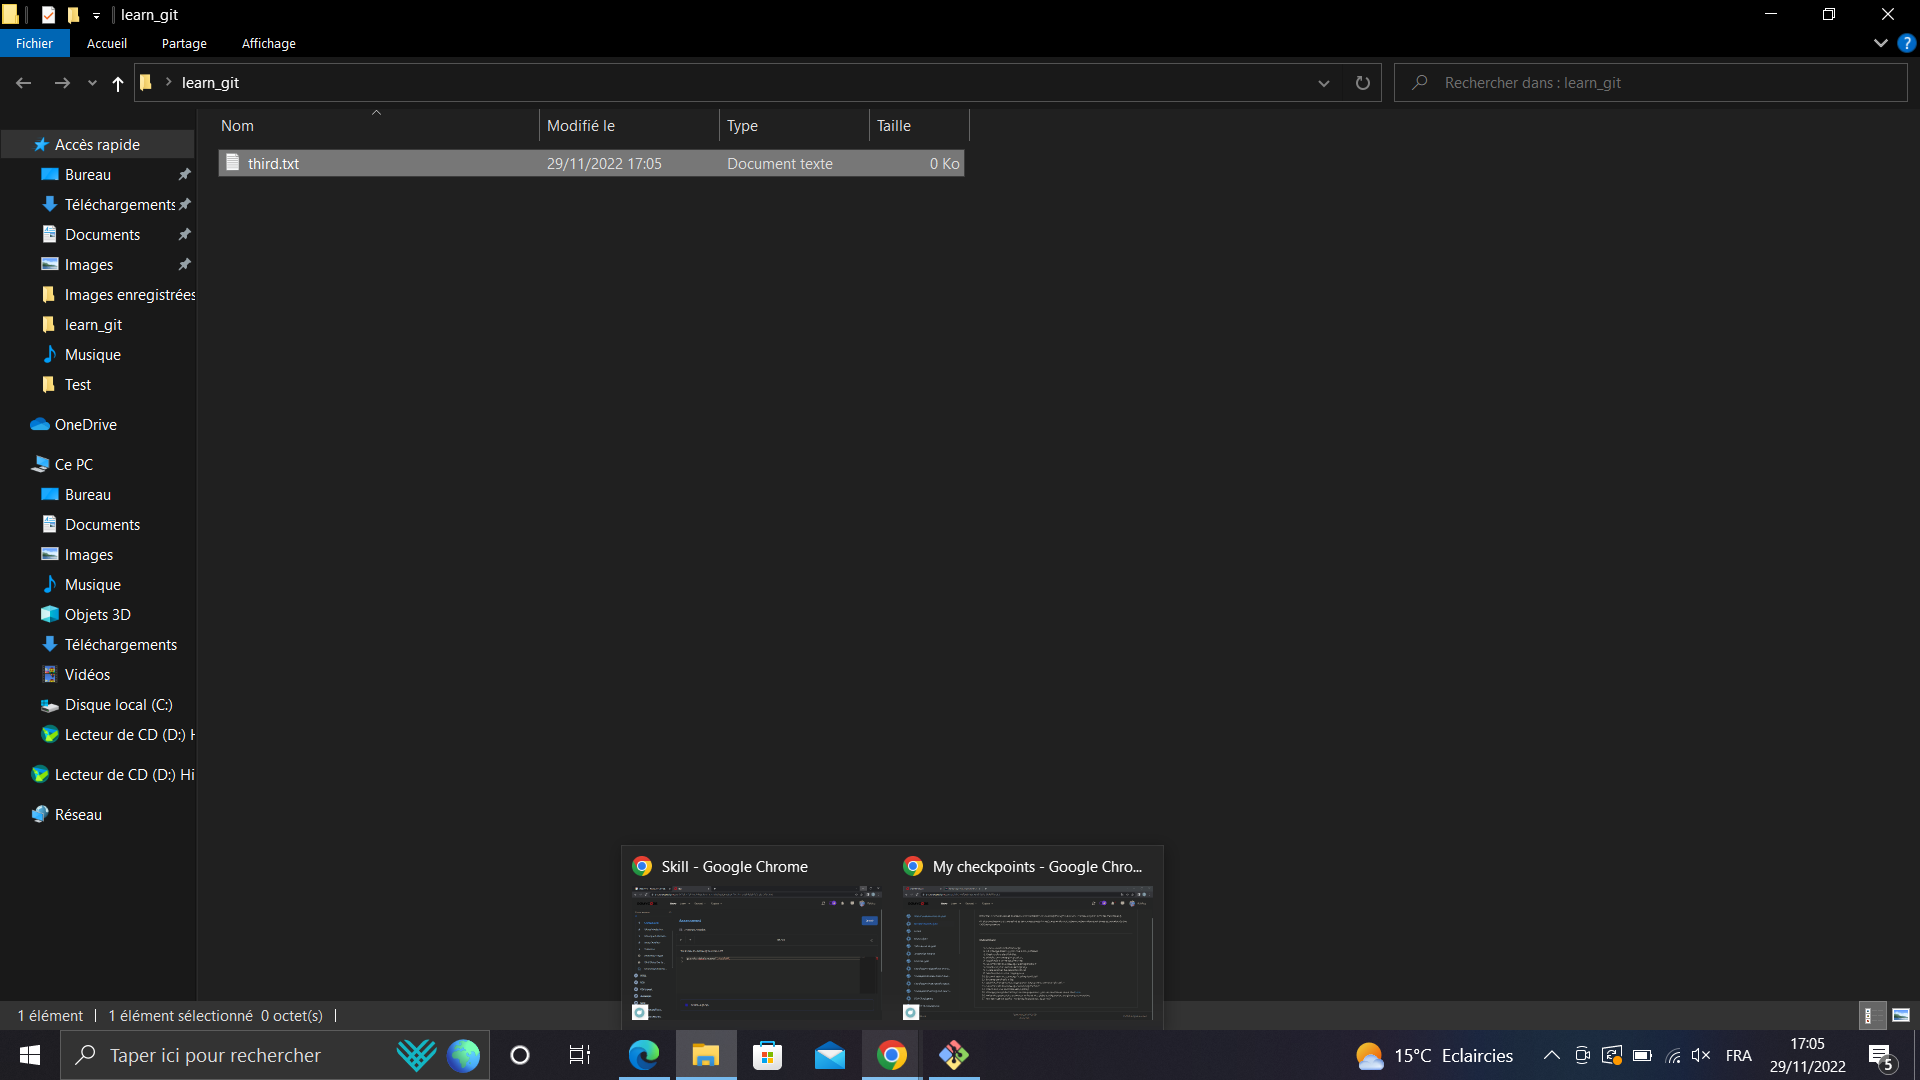 learn_git
Fichier Accueil Partage Affichage
learn_git
Rechercher dans : learn_git
Nom Modifié le Type Taille
third.txt 29/11/2022 17:05 Document texte 0 Ko
Accès rapide
Bureau
Téléchargements
Documents
Images
Images enregistrées
learn_git
Musique
Test
OneDrive
Ce PC
Bureau
Documents
Images
Musique
Objets 3D
Téléchargements
Vidéos
Disque local (C:)
Lecteur de CD (D:) H
Lecteur de CD (D:) Hi
Réseau
Skill - Google Chrome
My checkpoints - Google Chro...
1 élément 1 élément sélectionné 0 octet(s)
Taper ici pour rechercher
15°C Eclaircies
FRA
17:05
29/11/2022
5